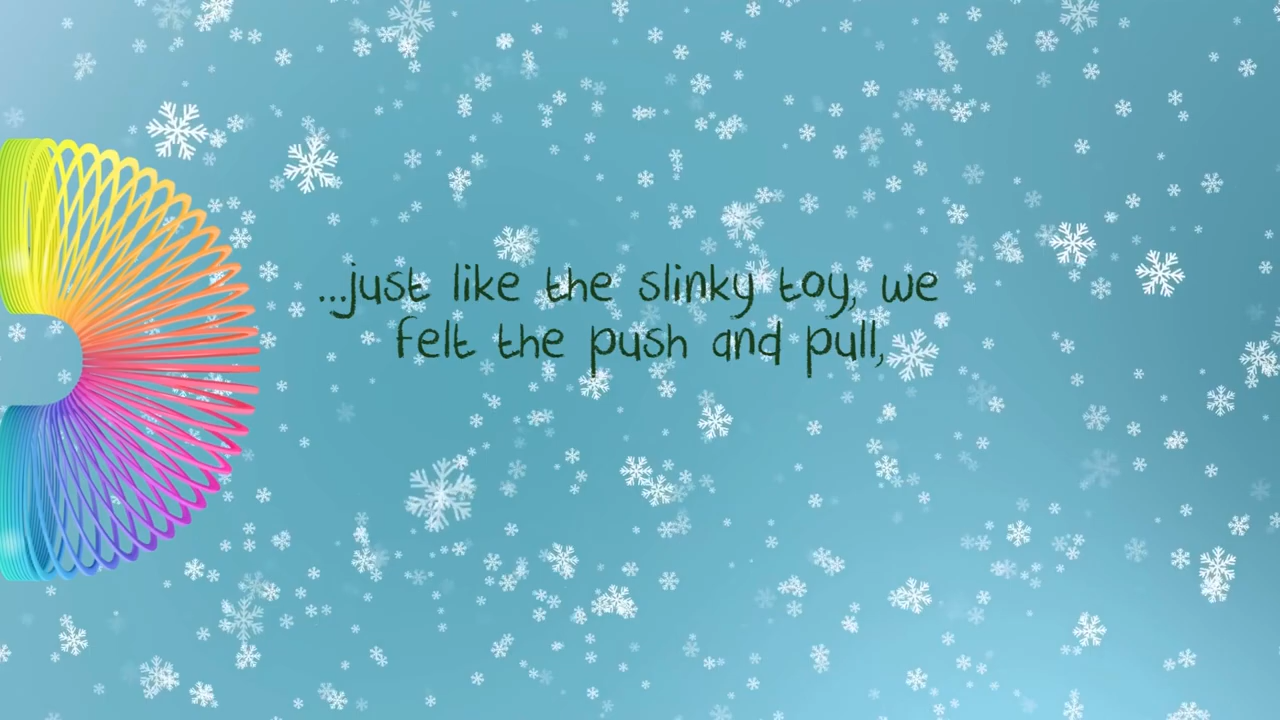 ...just like the slinky toy, we
felt the push and pull,